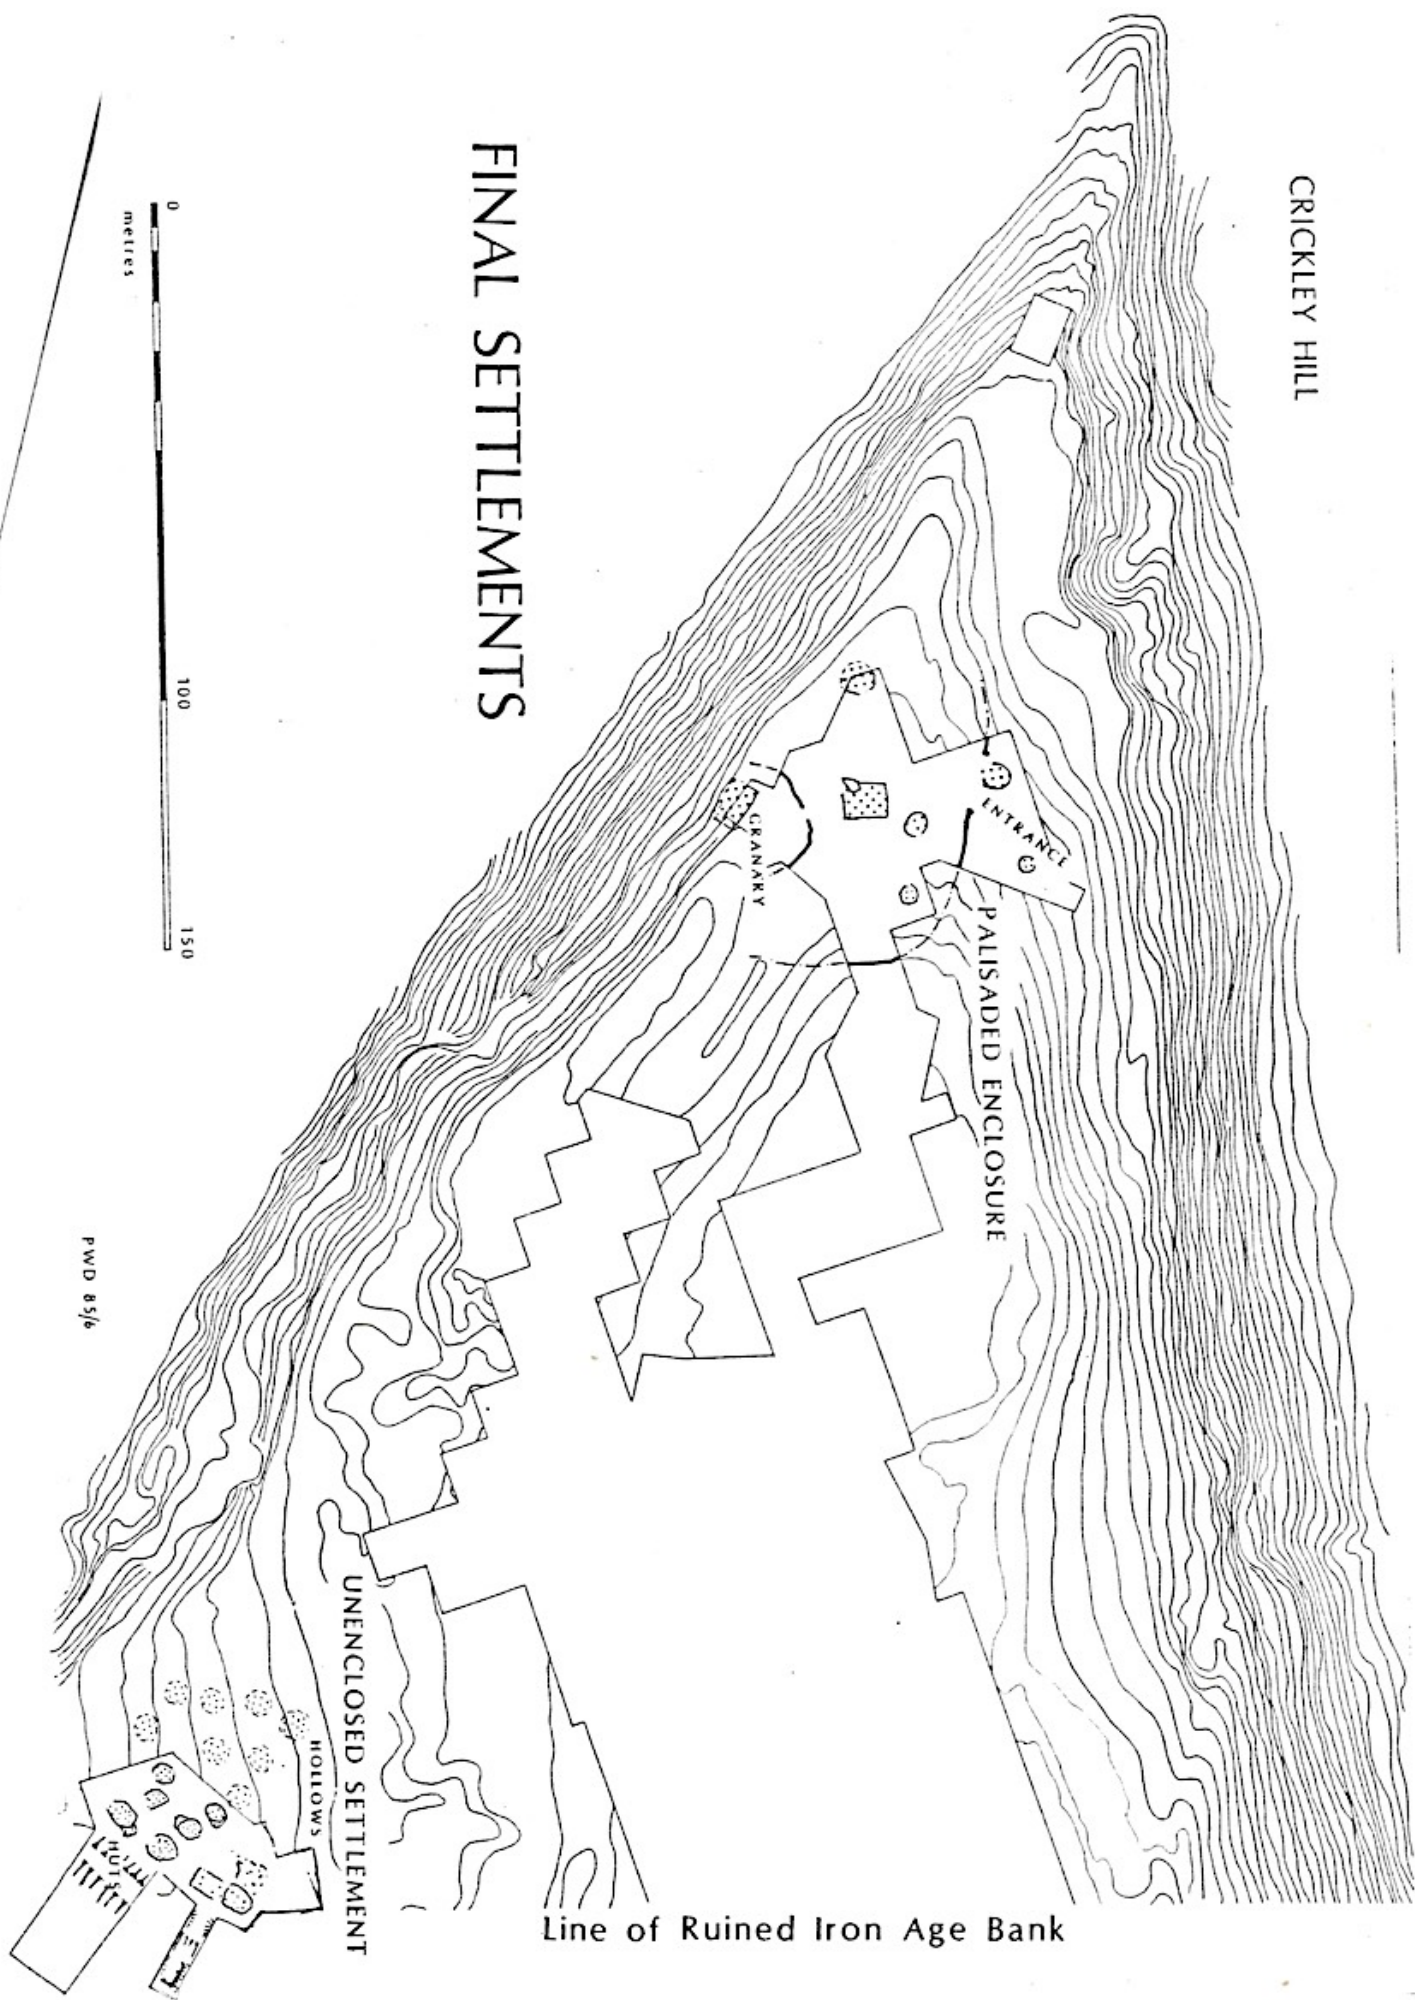 CRICKLEY HILL
FINAL SETTLEMENTS
0
100
150
metres
ENTRANCE
GRANARY
PALISADED ENCLOSURE
UNENCLOSED SETTLEMENT
HOLLOWS
HUTS
PWD 85/6
Line of Ruined Iron Age Bank